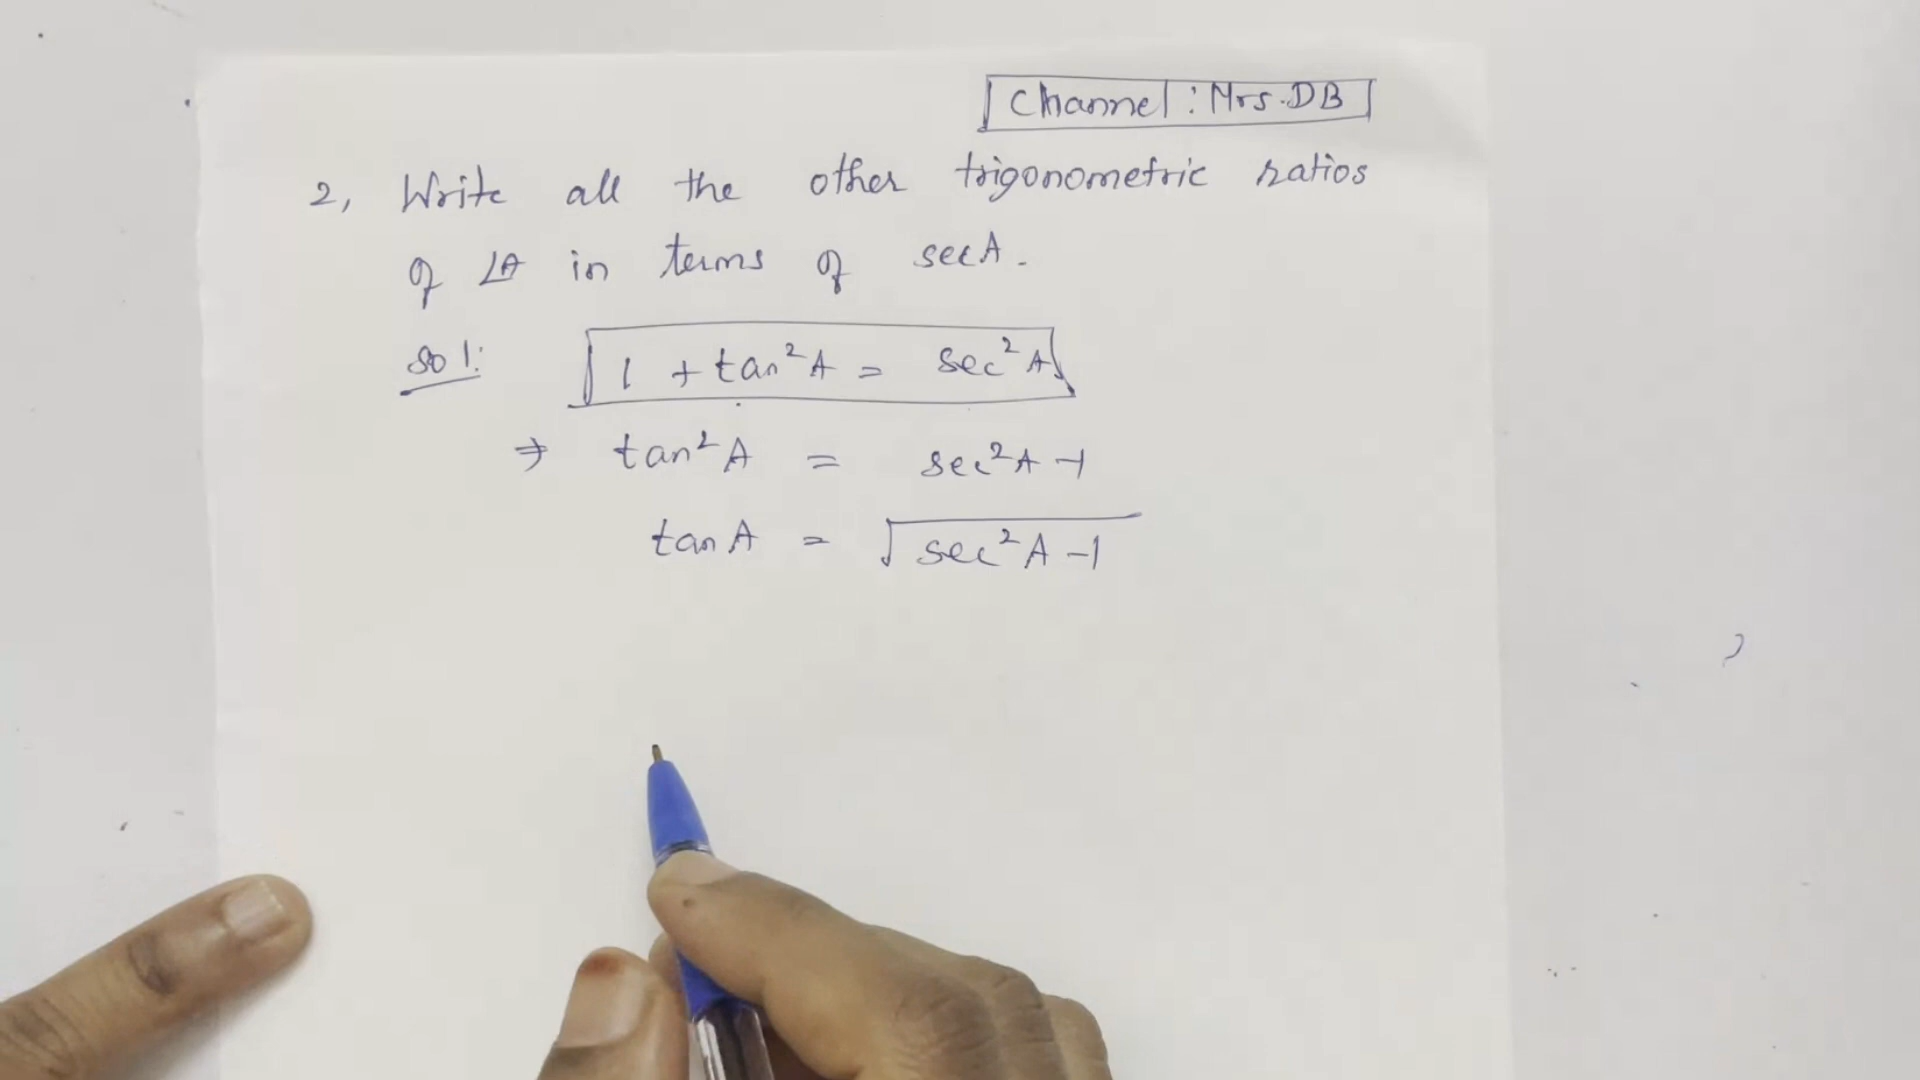 Channel : Mrs.DB
2, Write all the other trigonometric ratios
of ∠A in terms of secA.
Sol:
1 + tan²A = sec²A
⇒ tan²A = sec²A -1
tan A = √sec²A -1